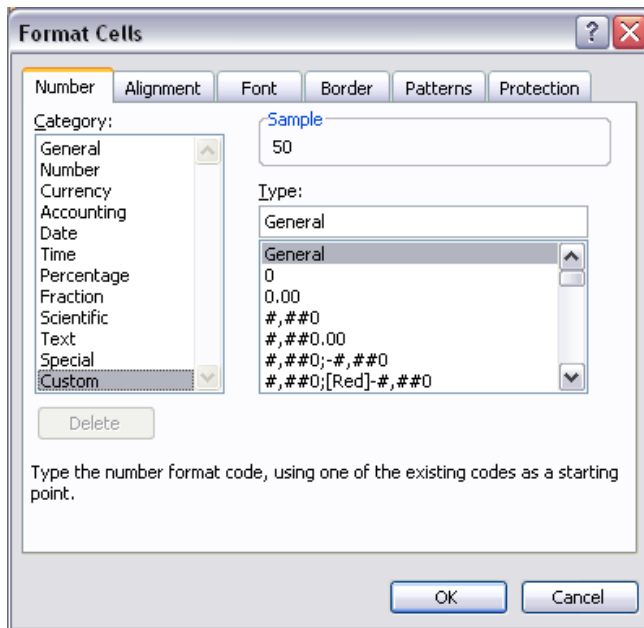 Format Cells
Number Alignment Font Border Patterns Protection
Category:
General
Number
Currency
Accounting
Date
Time
Percentage
Fraction
Scientific
Text
Special
Custom
Delete
Sample
50
Type:
General
General
0
0.00
#,##0
#,##0.00
#,##0;-#,##0
#,##0;[Red]-#,##0
Type the number format code, using one of the existing codes as a starting
point.
OK Cancel